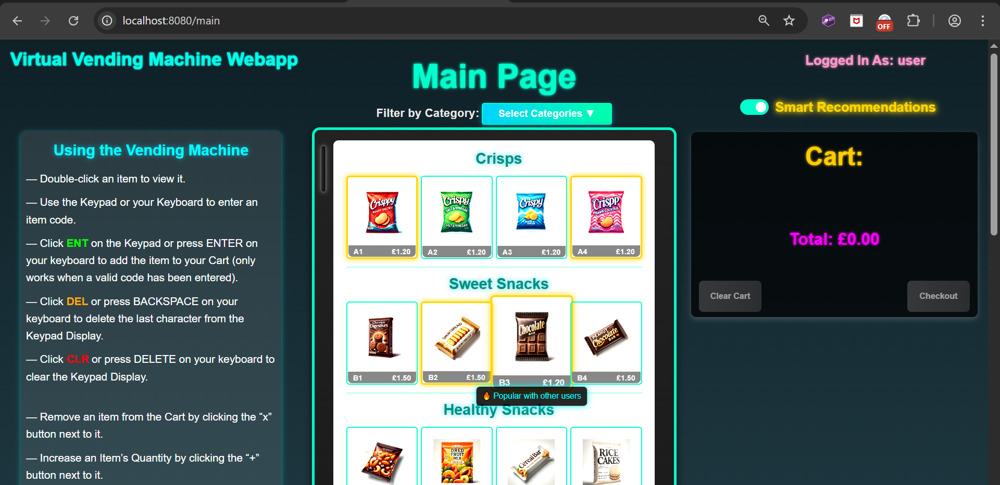 localhost:8080/main
OFF
Virtual Vending Machine Webapp
Main Page
Logged In As: user
Filter by Category:
Select Categories ▼
Smart Recommendations
Using the Vending Machine
— Double-click an item to view it.
— Use the Keypad or your Keyboard to enter an
item code.
— Click ENT on the Keypad or press ENTER on
your keyboard to add the item to your Cart (only
works when a valid code has been entered).
— Click DEL or press BACKSPACE on your
keyboard to delete the last character from the
Keypad Display.
— Click CLR or press DELETE on your keyboard to
clear the Keypad Display.
— Remove an item from the Cart by clicking the “x”
button next to it.
— Increase an Item’s Quantity by clicking the “+”
button next to it.
Crisps
Crisppy
READY SALTED
Crispy
SALT & VINEGAR
SALT & VINEGAR
Crispy
CHEESE & ONION
Crispp
PRAWN COCKTAIL
A1 £1.20
A2 £1.20
A3 £1.20
A4 £1.20
Sweet Snacks
Chocolate
Digestives
SHORTBREAD
Chocolate
BAR
PEANUT
Chocolate
BAR
B1 £1.50
B2 £1.50
B3 £1.20
B4 £1.50
🔥 Popular with other users
Healthy Snacks
DRED
FRUIT
MIX
Cereal Bar
RICE
CAKES
Cart:
Total: £0.00
Clear Cart
Checkout